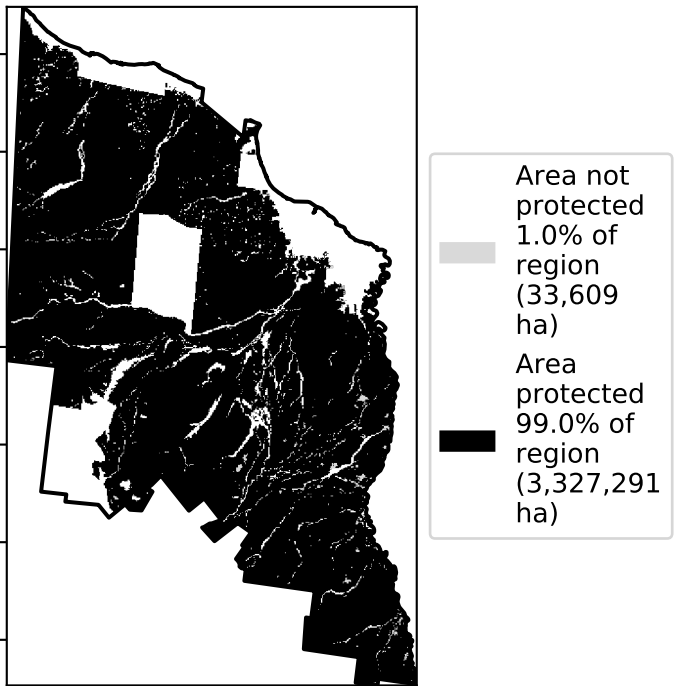 Area not
protected
1.0% of
region
(33,609
ha)
Area
protected
99.0% of
region
(3,327,291
ha)